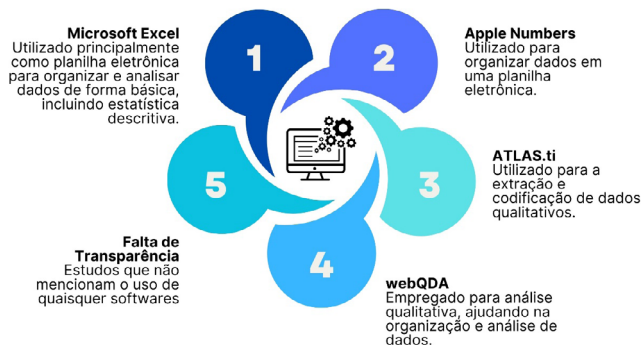 1
Microsoft Excel
Utilizado principalmente
como planilha eletrônica
para organizar e analisar
dados de forma básica,
incluindo estatística
descritiva.
2
Apple Numbers
Utilizado para
organizar dados em
uma planilha
eletrônica.
3
ATLAS.ti
Utilizado para a
extração e
codificação de dados
qualitativos.
4
webQDA
Empregado para análise
qualitativa, ajudando na
organização e análise de
dados.
5
Falta de
Transparência
Estudos que não
mencionam o uso de
quaisquer softwares